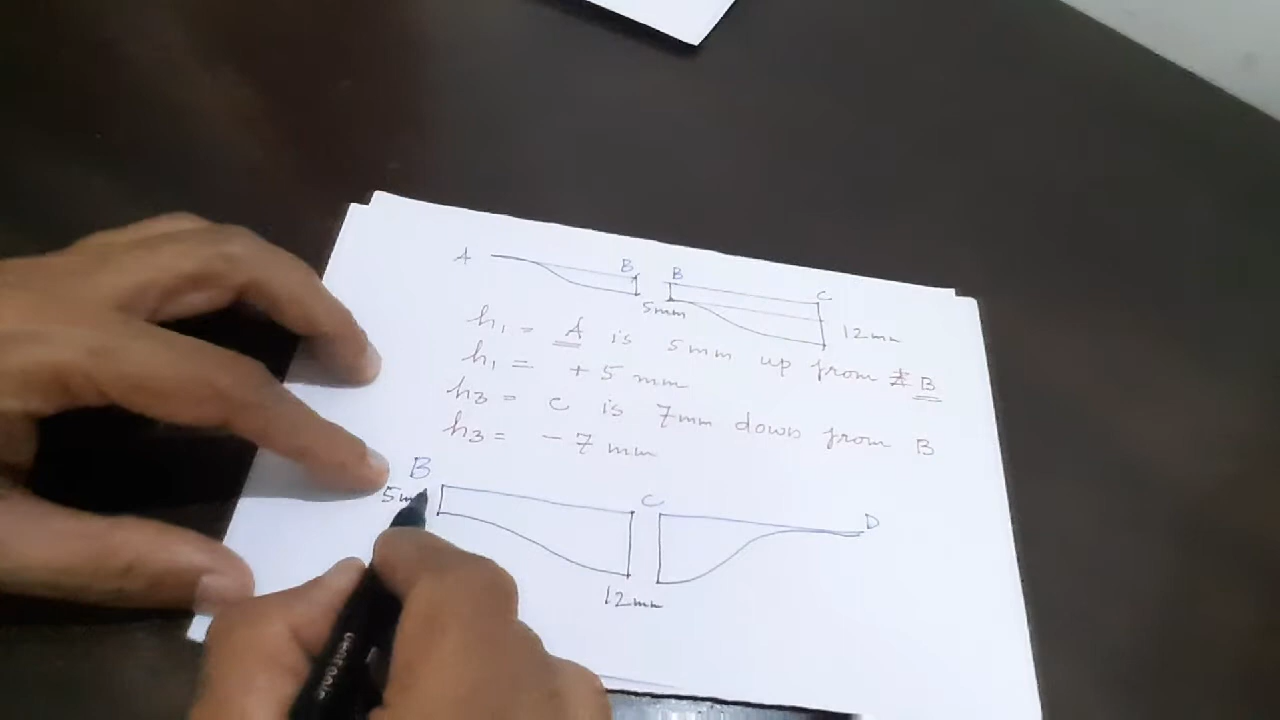 A B B C
5mm 12mm
h₁ = A is 5mm up from B
h₁ = + 5 mm
h₃ = C is 7mm down from B
h₃ = - 7 mm
B C D
12mm